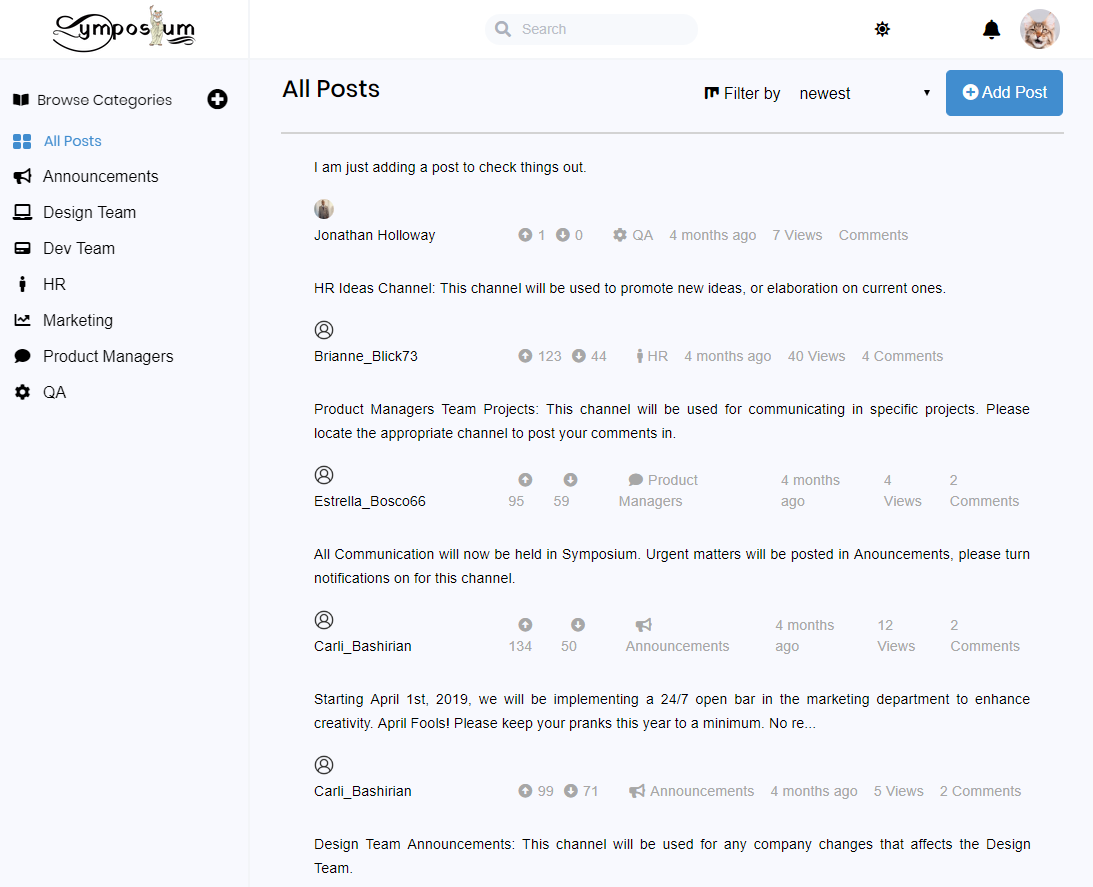 Symposium
Search
Browse Categories
All Posts
Announcements
Design Team
Dev Team
HR
Marketing
Product Managers
QA
All Posts
Filter by newest
Add Post
I am just adding a post to check things out.
Jonathan Holloway 1 0 QA 4 months ago 7 Views Comments
HR Ideas Channel: This channel will be used to promote new ideas, or elaboration on current ones.
Brianne_Blick73 123 44 HR 4 months ago 40 Views 4 Comments
Product Managers Team Projects: This channel will be used for communicating in specific projects. Please
locate the appropriate channel to post your comments in.
Product 4 months 4 2
Estrella_Bosco66 95 59 Managers ago Views Comments
All Communication will now be held in Symposium. Urgent matters will be posted in Anouncements, please turn
notifications on for this channel.
4 months 12 2
Carli_Bashirian 134 50 Announcements ago Views Comments
Starting April 1st, 2019, we will be implementing a 24/7 open bar in the marketing department to enhance
creativity. April Fools! Please keep your pranks this year to a minimum. No re...
Carli_Bashirian 99 71 Announcements 4 months ago 5 Views 2 Comments
Design Team Announcements: This channel will be used for any company changes that affects the Design
Team.